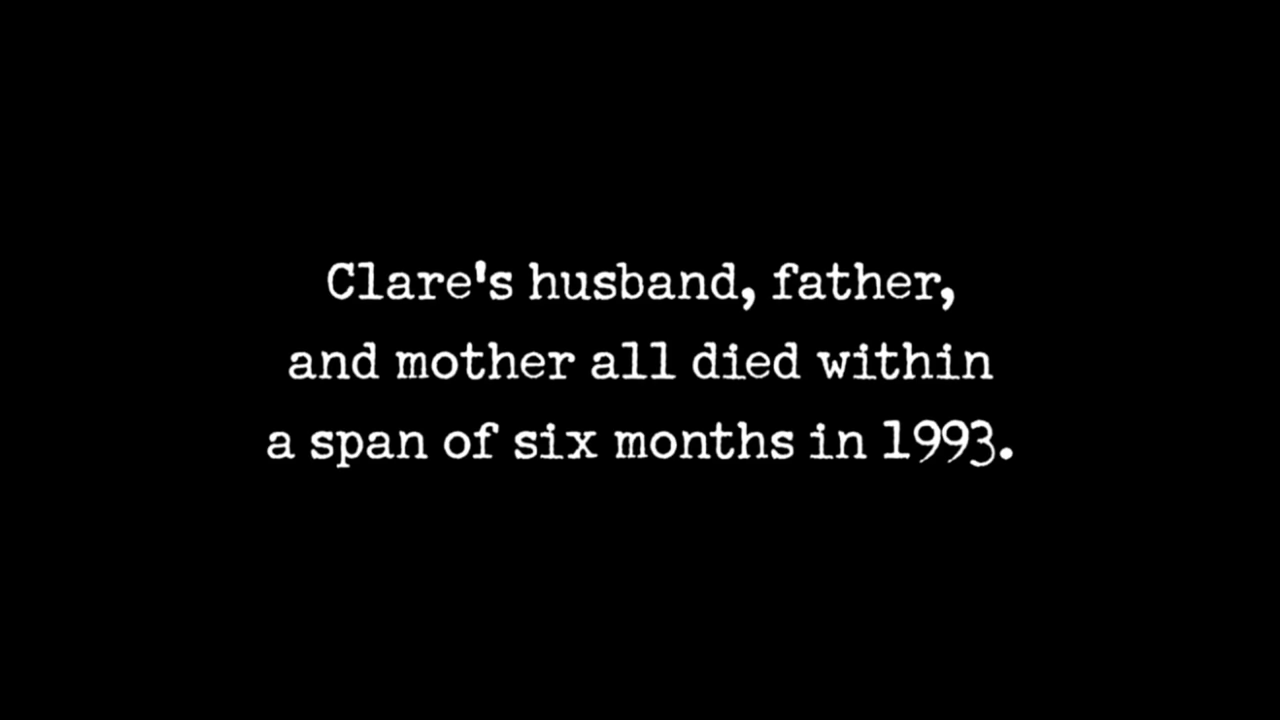 Clare's husband, father,
and mother all died within
a span of six months in 1993.